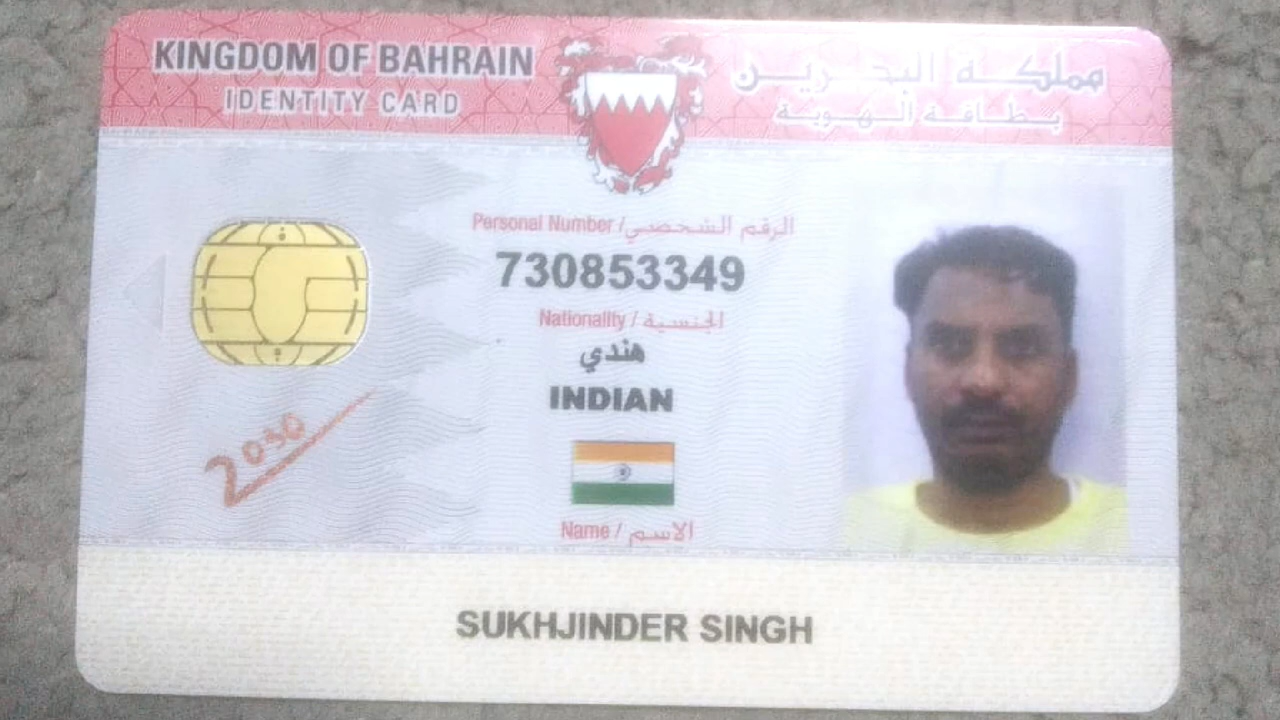 KINGDOM OF BAHRAIN
IDENTITY CARD
مملكة البحرين
بطاقة الهوية
Personal Number / الرقم الشخصي
730853349
Nationality / الجنسية
هندي
INDIAN
2030
Name / الاسم
SUKHJINDER SINGH